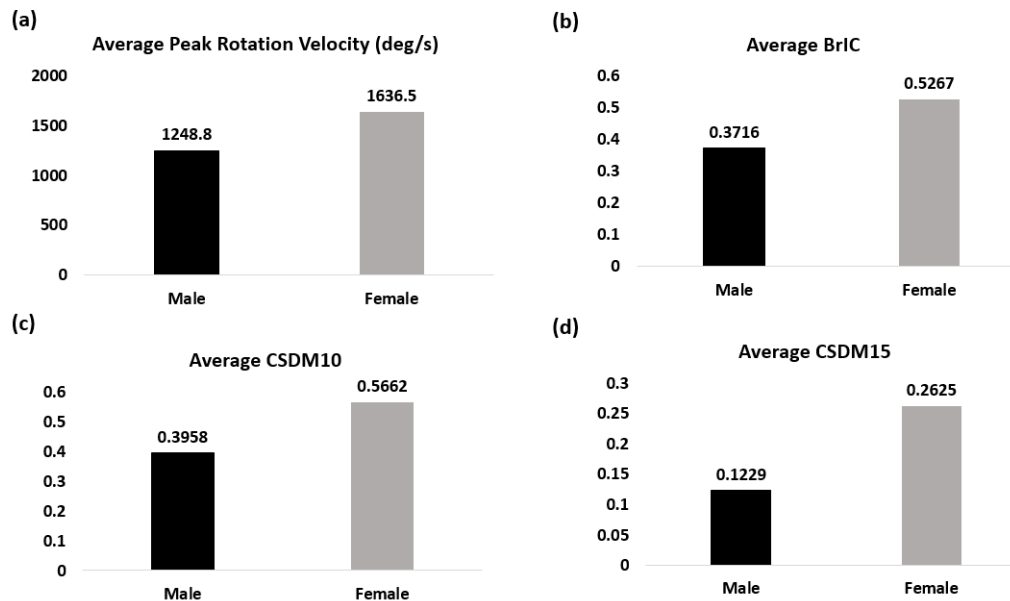 (a)
Average Peak Rotation Velocity (deg/s)
2000
1500
1000
500
0
1248.8
1636.5
Male
Female
(b)
Average BrIC
0.6
0.5
0.4
0.3
0.2
0.1
0
0.3716
0.5267
Male
Female
(c)
Average CSDM10
0.6
0.5
0.4
0.3
0.2
0.1
0
0.3958
0.5662
Male
Female
(d)
Average CSDM15
0.3
0.25
0.2
0.15
0.1
0.05
0
0.1229
0.2625
Male
Female